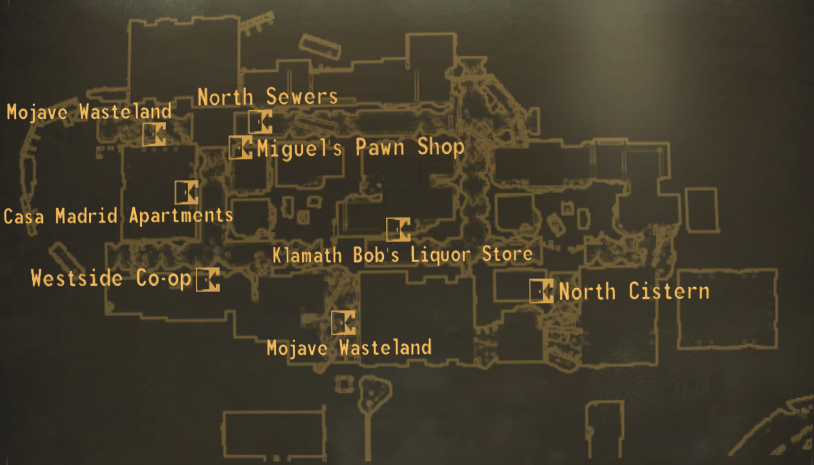 North Sewers
Mojave Wasteland
Miguel's Pawn Shop
Casa Madrid Apartments
Klamath Bob's Liquor Store
Westside Co-op
North Cistern
Mojave Wasteland